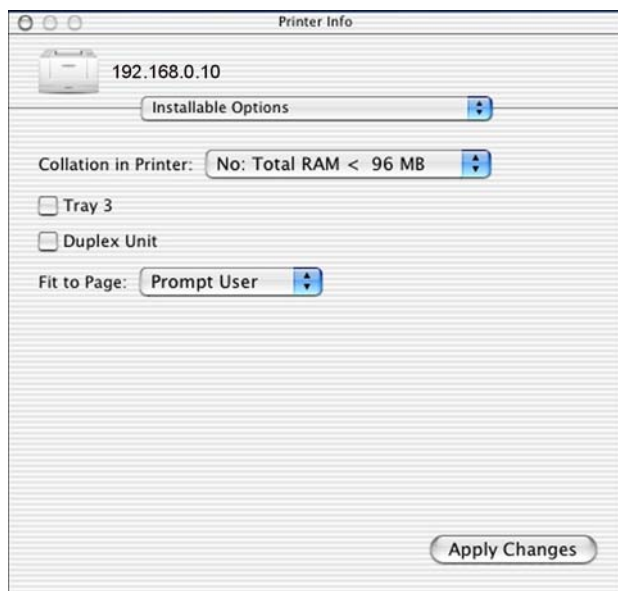 Printer Info
192.168.0.10
Installable Options
Collation in Printer: No: Total RAM < 96 MB
Tray 3
Duplex Unit
Fit to Page: Prompt User
Apply Changes